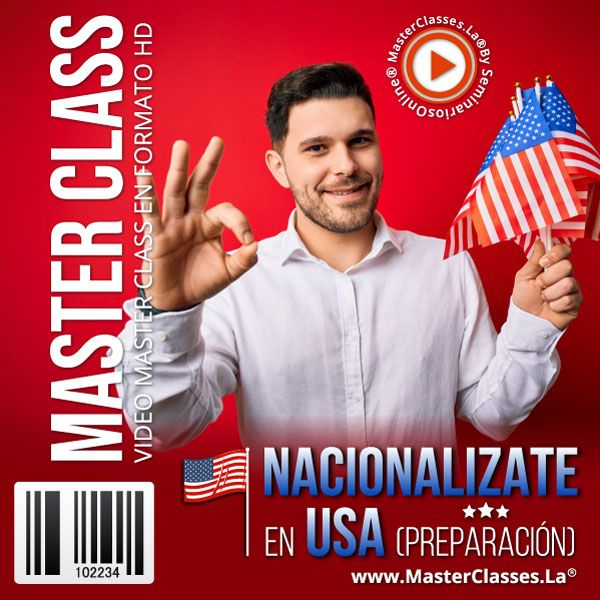 MASTER CLASS
VIDEO MASTER CLASS EN FORMATO HD
MasterClasses.La®By SeminariosOnline®
NACIONALIZATE
EN USA (PREPARACIÓN)
www.MasterClasses.La®
102234